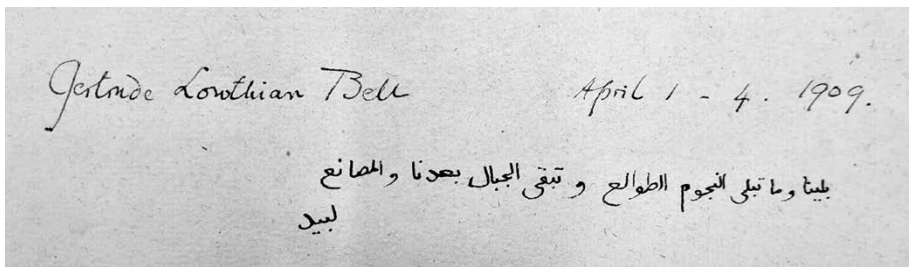 Gertrude Lowthian Bell April 1 - 4. 1909.
بلينا وما تبلى النجوم الطوالع و تبقى الجبال بعدنا والمصانع
لبيد